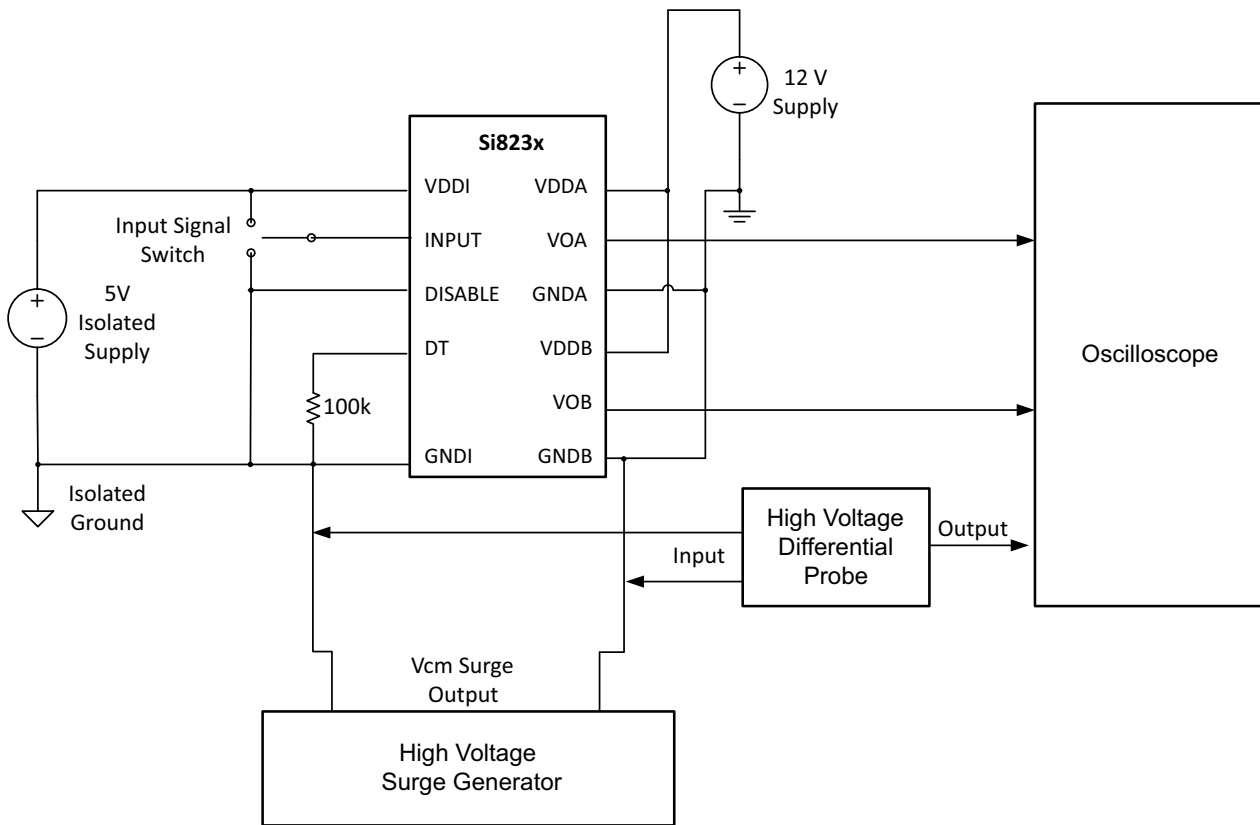 12 V
Supply
Si823x
VDDI
VDDA
Input Signal
Switch
INPUT
VOA
5V
Isolated
Supply
+
−
+
−
DISABLE
GNDA
DT
VDDB
Oscilloscope
100k
VOB
GNDI
GNDB
Isolated
Ground
High Voltage
Differential
Probe
Input
Output
Vcm Surge
Output
High Voltage
Surge Generator